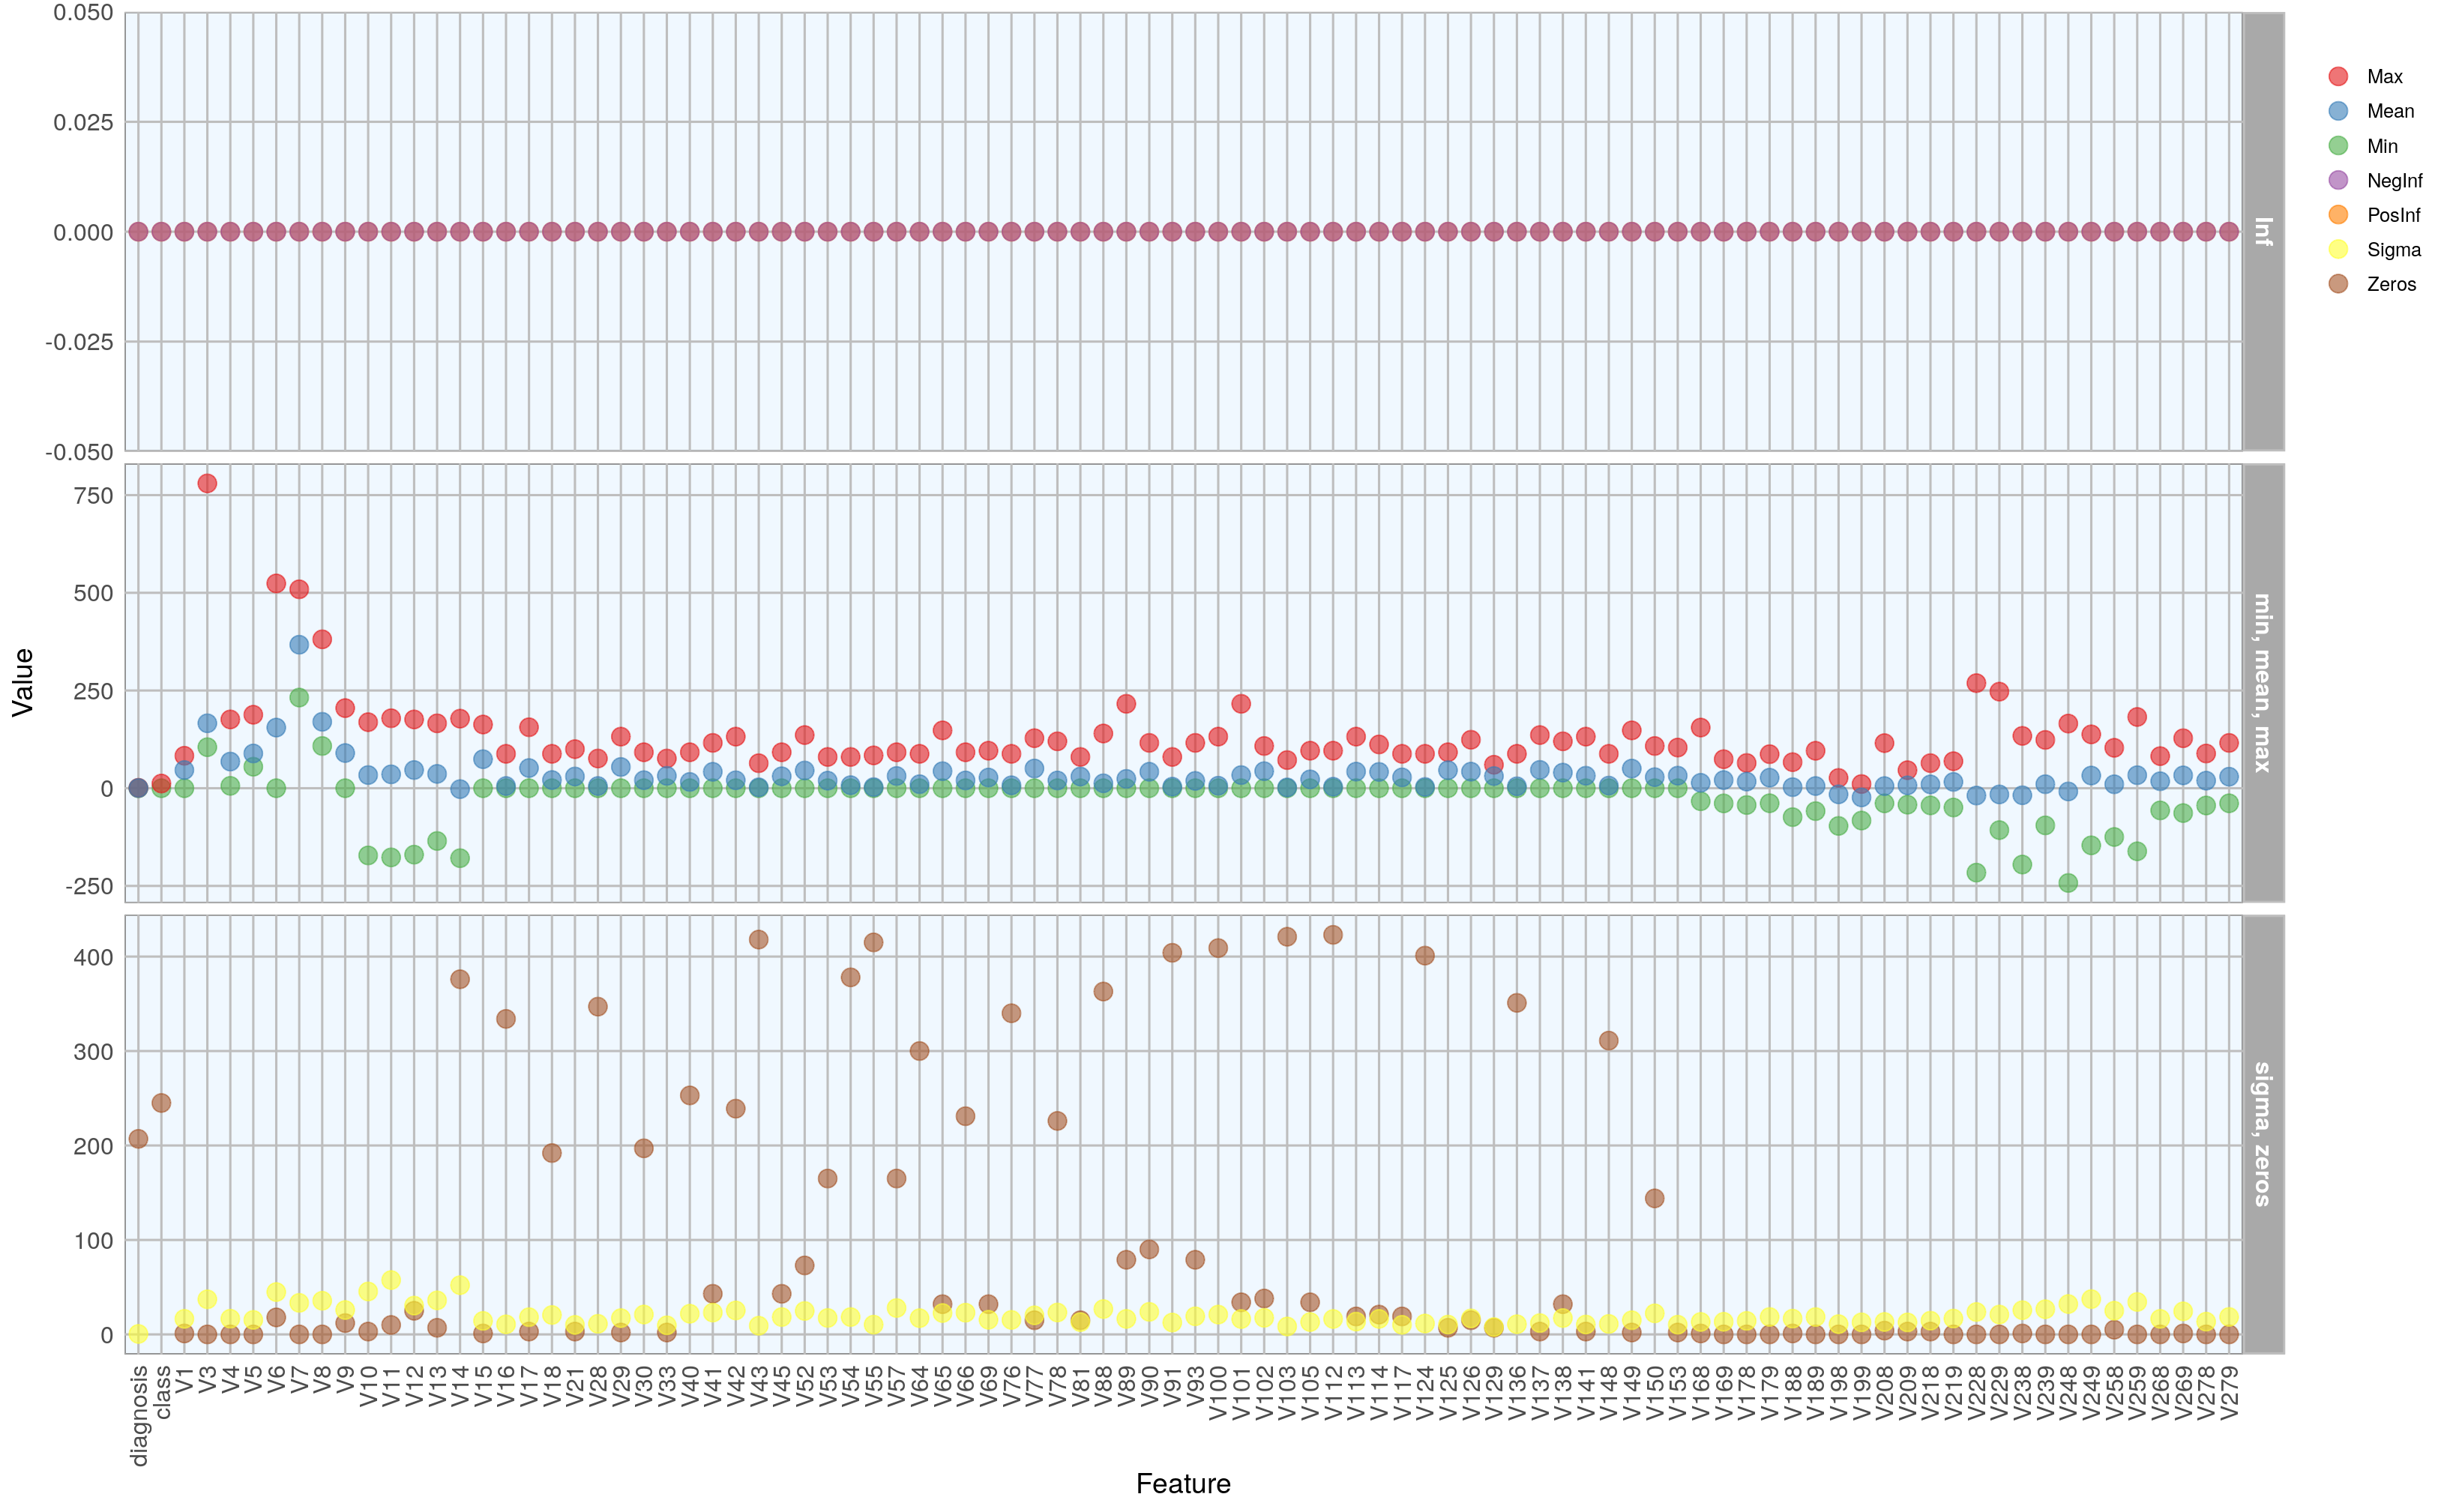 0.050
0.025
0.000
-0.025
-0.050
Inf
750
500
250
0
-250
min, mean, max
400
300
200
100
0
sigma, zeros
Value
diagnosis
class
V1
V3
V4
V5
V6
V7
V8
V9
V10
V11
V12
V13
V14
V15
V16
V17
V18
V21
V28
V29
V30
V33
V40
V41
V42
V43
V45
V52
V53
V54
V55
V57
V64
V65
V66
V69
V76
V77
V78
V81
V88
V89
V90
V91
V93
V100
V101
V102
V103
V105
V112
V113
V114
V117
V124
V125
V126
V129
V136
V137
V138
V141
V148
V149
V150
V153
V168
V169
V178
V179
V188
V189
V198
V199
V208
V209
V218
V219
V228
V229
V238
V239
V248
V249
V258
V259
V268
V269
V278
V279
Feature
Max
Mean
Min
NegInf
PosInf
Sigma
Zeros